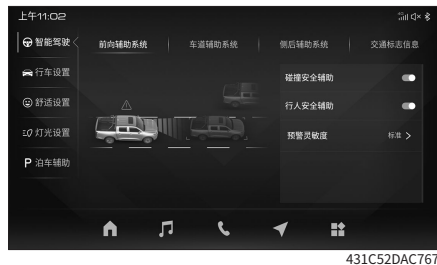 上午11:02
智能驾驶
前向辅助系统
车道辅助系统
侧后辅助系统
交通标志信息
行车设置
碰撞安全辅助
舒适设置
行人安全辅助
灯光设置
预警灵敏度
标准
P 泊车辅助
431C52DAC767